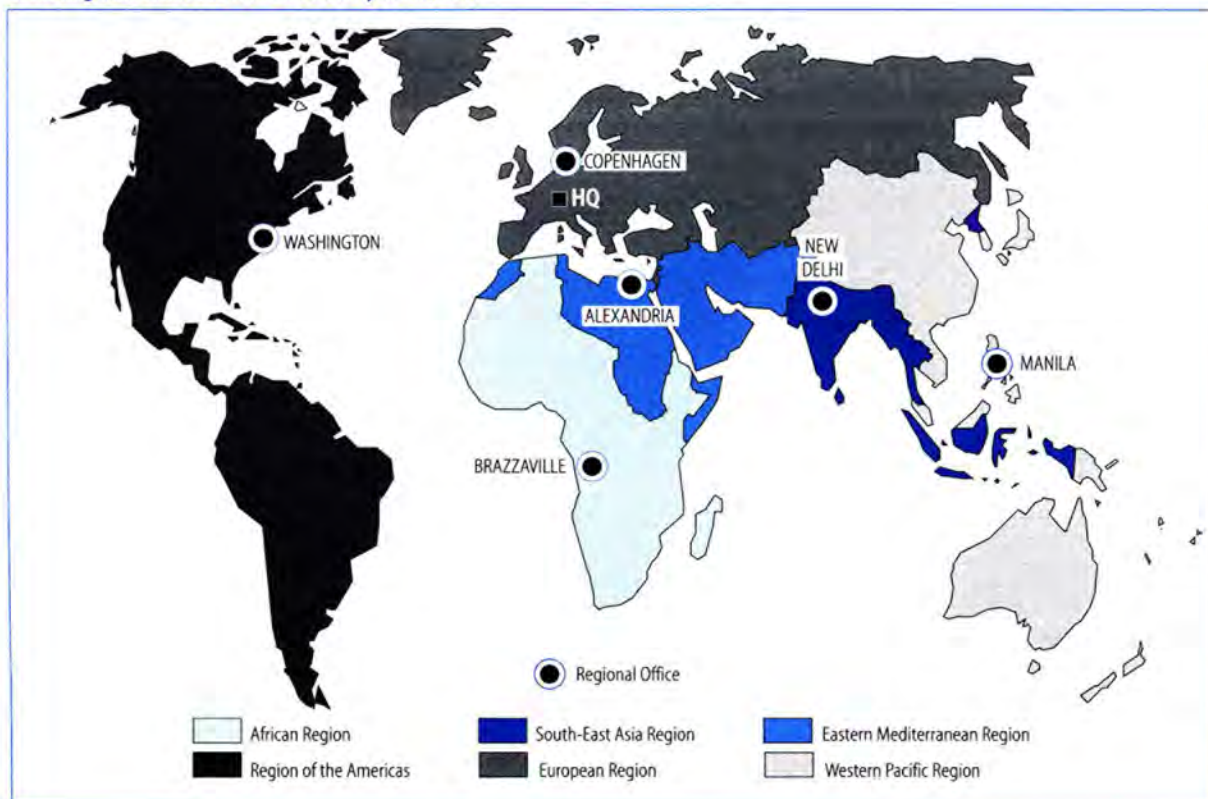 COPENHAGEN
HQ
WASHINGTON
NEW
DELHI
ALEXANDRIA
MANILA
BRAZZAVILLE
Regional Office
African Region
South-East Asia Region
Eastern Mediterranean Region
Region of the Americas
European Region
Western Pacific Region